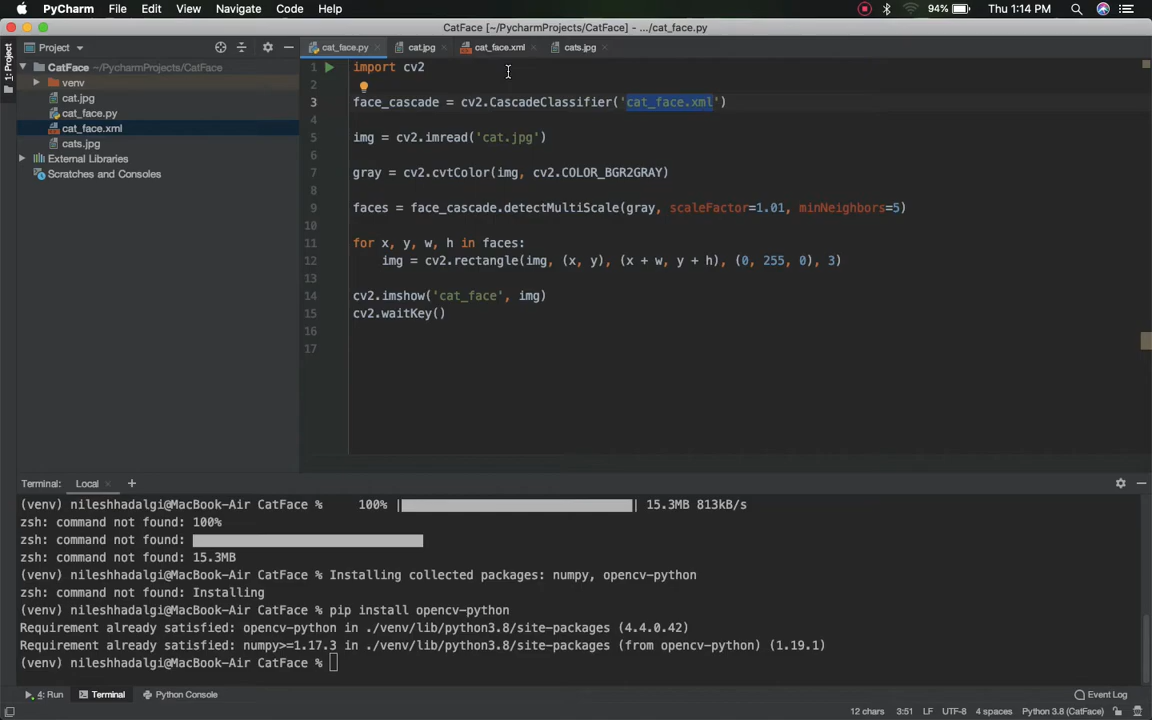 PyCharm File Edit View Navigate Code Help 94% Thu 1:14 PM
CatFace [~/PycharmProjects/CatFace] - .../cat_face.py
1: Project
Project
cat_face.py cat.jpg cat_face.xml cats.jpg
CatFace ~/PycharmProjects/CatFace
venv
cat.jpg
cat_face.py
cat_face.xml
cats.jpg
External Libraries
Scratches and Consoles
1 import cv2
2
3 face_cascade = cv2.CascadeClassifier('cat_face.xml')
4
5 img = cv2.imread('cat.jpg')
6
7 gray = cv2.cvtColor(img, cv2.COLOR_BGR2GRAY)
8
9 faces = face_cascade.detectMultiScale(gray, scaleFactor=1.01, minNeighbors=5)
10
11 for x, y, w, h in faces:
12     img = cv2.rectangle(img, (x, y), (x + w, y + h), (0, 255, 0), 3)
13
14 cv2.imshow('cat_face', img)
15 cv2.waitKey()
16
17
Terminal: Local +
(venv) nileshhadalgi@MacBook-Air CatFace %     100% | | 15.3MB 813kB/s
zsh: command not found: 100%
zsh: command not found:
zsh: command not found: 15.3MB
(venv) nileshhadalgi@MacBook-Air CatFace % Installing collected packages: numpy, opencv-python
zsh: command not found: Installing
(venv) nileshhadalgi@MacBook-Air CatFace % pip install opencv-python
Requirement already satisfied: opencv-python in ./venv/lib/python3.8/site-packages (4.4.0.42)
Requirement already satisfied: numpy>=1.17.3 in ./venv/lib/python3.8/site-packages (from opencv-python) (1.19.1)
(venv) nileshhadalgi@MacBook-Air CatFace %
4: Run Terminal Python Console Event Log
12 chars 3:51 LF UTF-8 4 spaces Python 3.8 (CatFace)